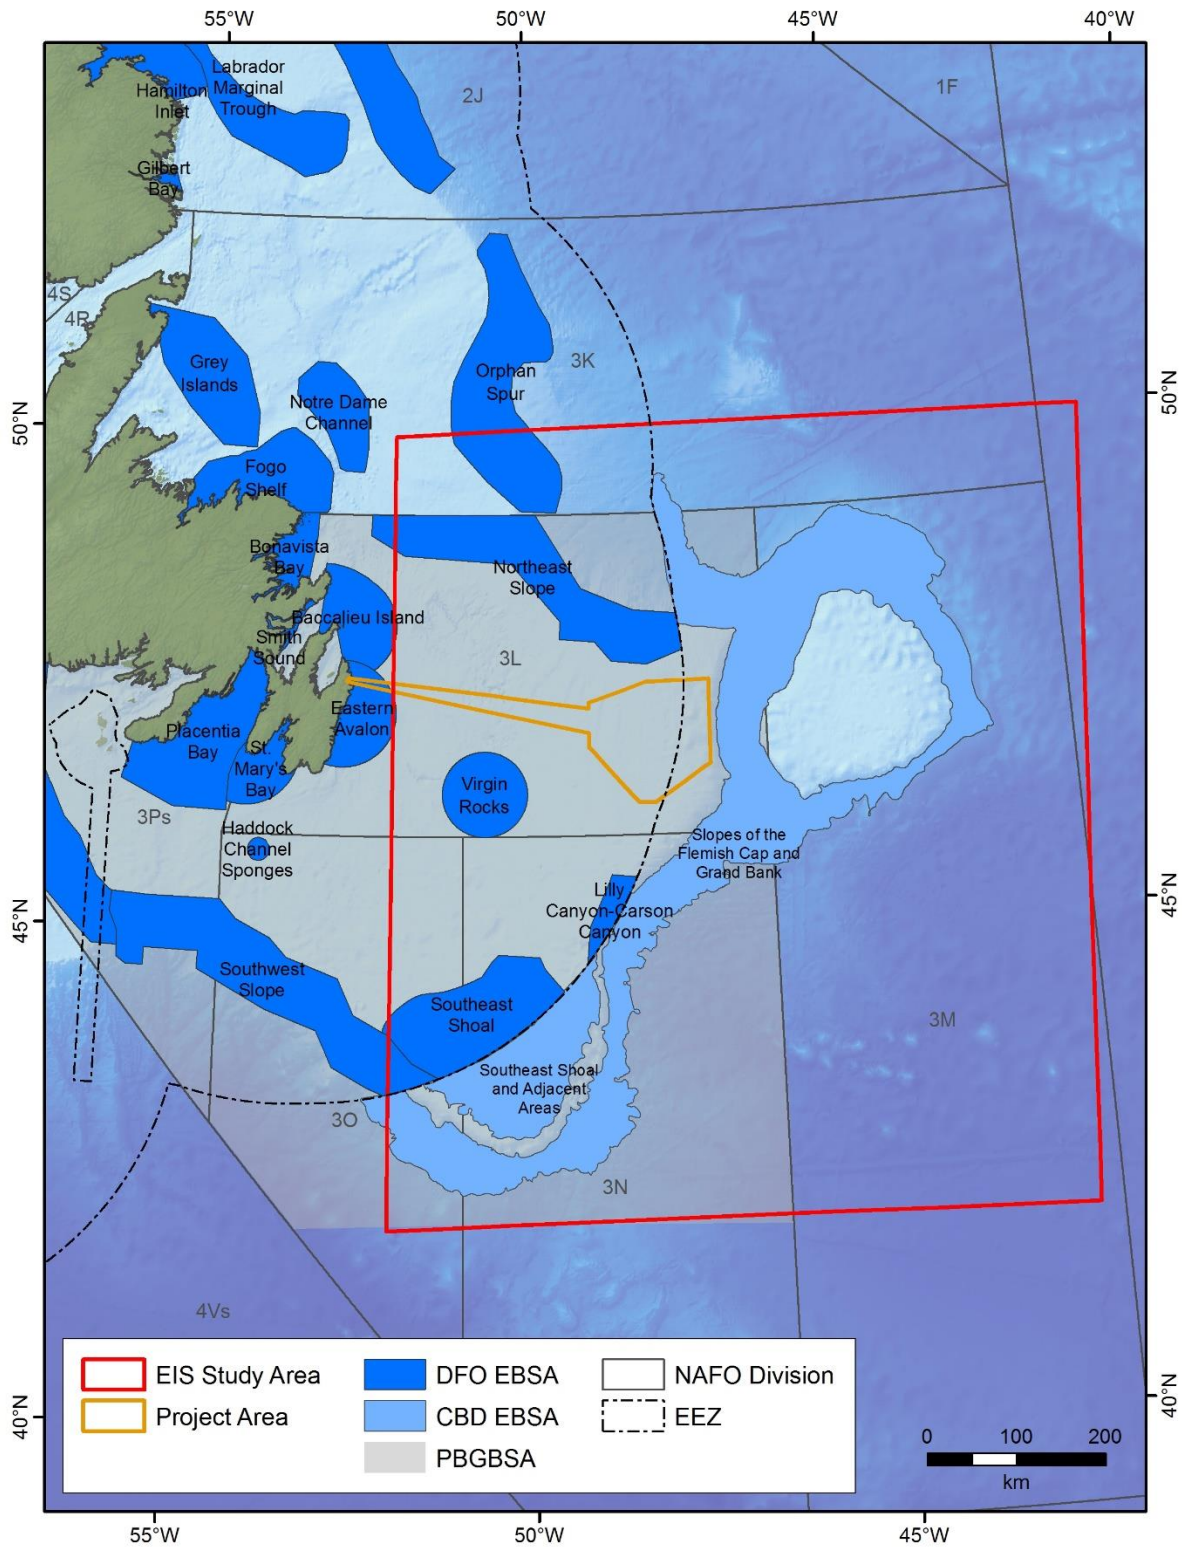 55°W
50°W
45°W
40°W
Labrador
Marginal
Trough
Hamilton
Inlet
2J
1F
Gilbert
Bay
4S
4R
Grey
Islands
Notre Dame
Channel
Orphan
Spur
3K
50°N
50°N
Fogo
Shelf
Bonavista
Bay
Northeast
Slope
Baccalieu Island
Smith
Sound
3L
Eastern
Avalon
Placentia
Bay
St.
Mary's
Bay
Virgin
Rocks
3Ps
Haddock
Channel
Sponges
Slopes of the
Flemish Cap and
Grand Bank
Lilly
Canyon-Carson
Canyon
45°N
45°N
Southwest
Slope
Southeast
Shoal
3M
Southeast Shoal
and Adjacent
Areas
3O
3N
4Vs
EIS Study Area
Project Area
DFO EBSA
CBD EBSA
PBGBSA
NAFO Division
EEZ
0 100 200
km
40°N
40°N
55°W
50°W
45°W